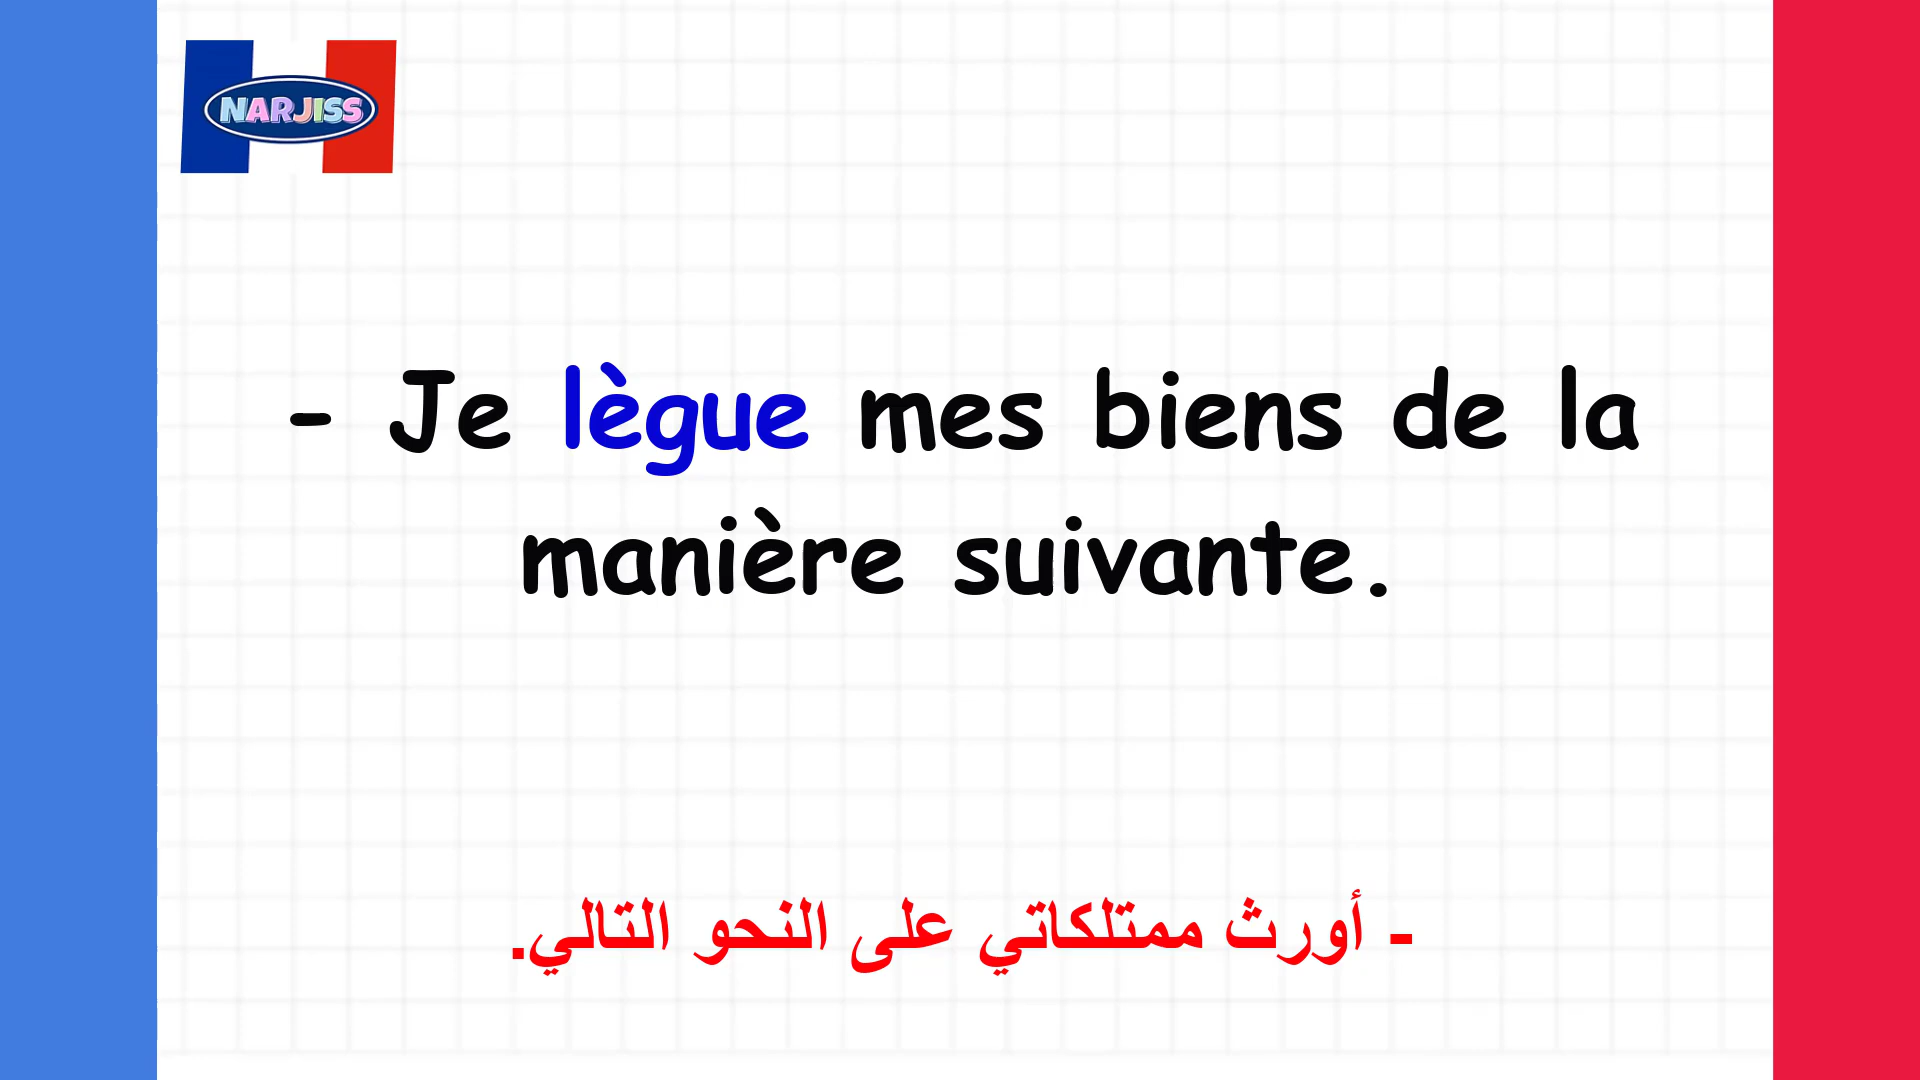 NARJISS
- Je lègue mes biens de la
manière suivante.
- أورث ممتلكاتي على النحو التالي.